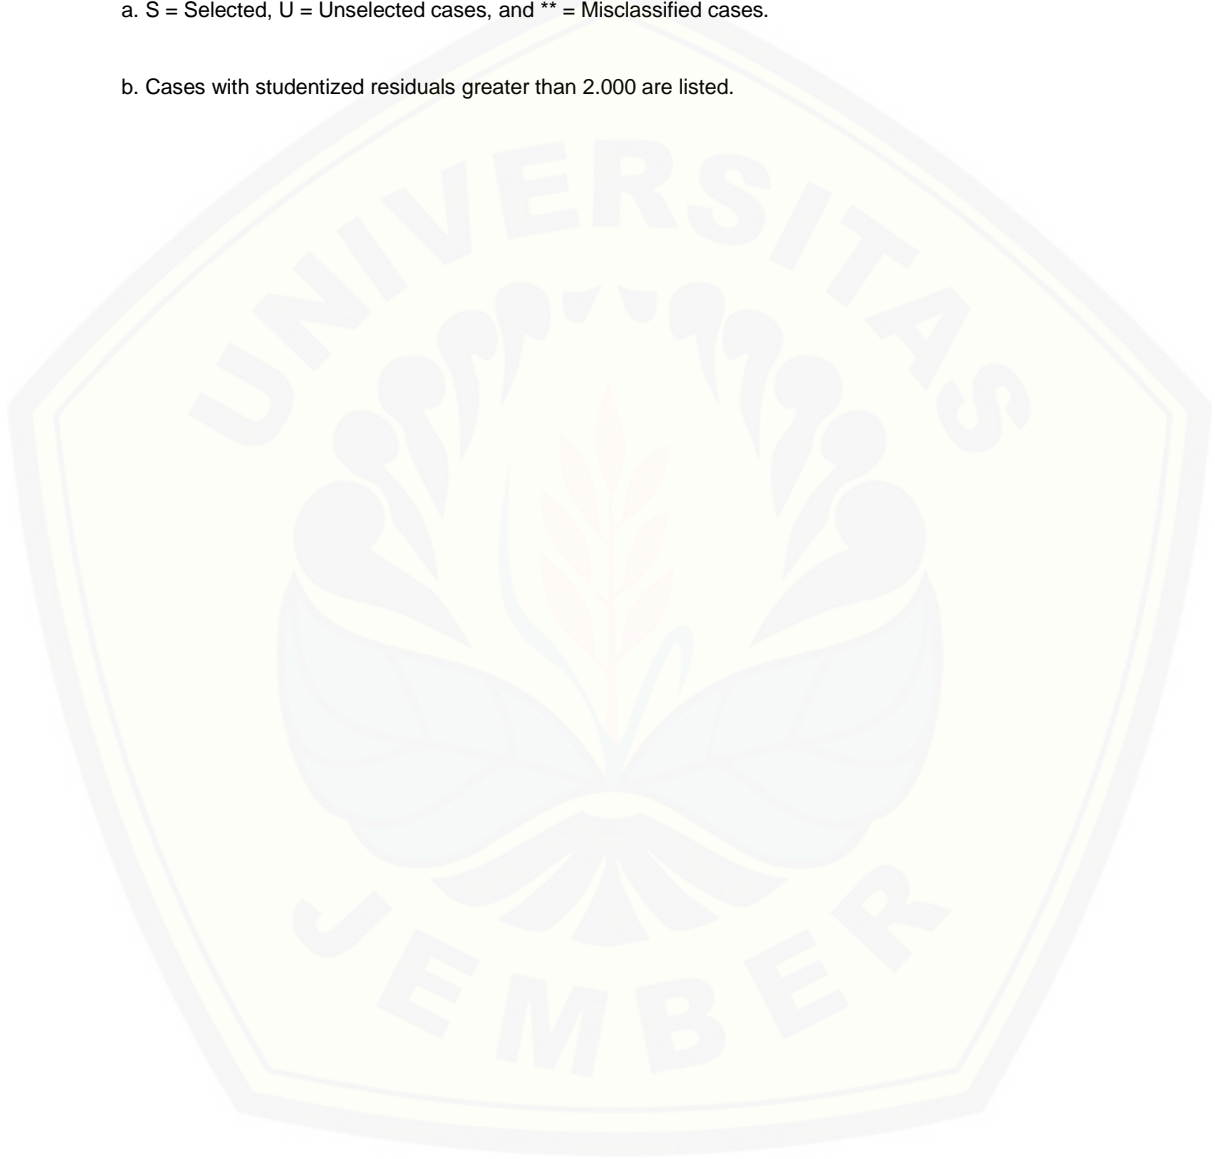 a. S = Selected, U = Unselected cases, and ** = Misclassified cases.
b. Cases with studentized residuals greater than 2.000 are listed.
UNIVERSITAS
JEMBER